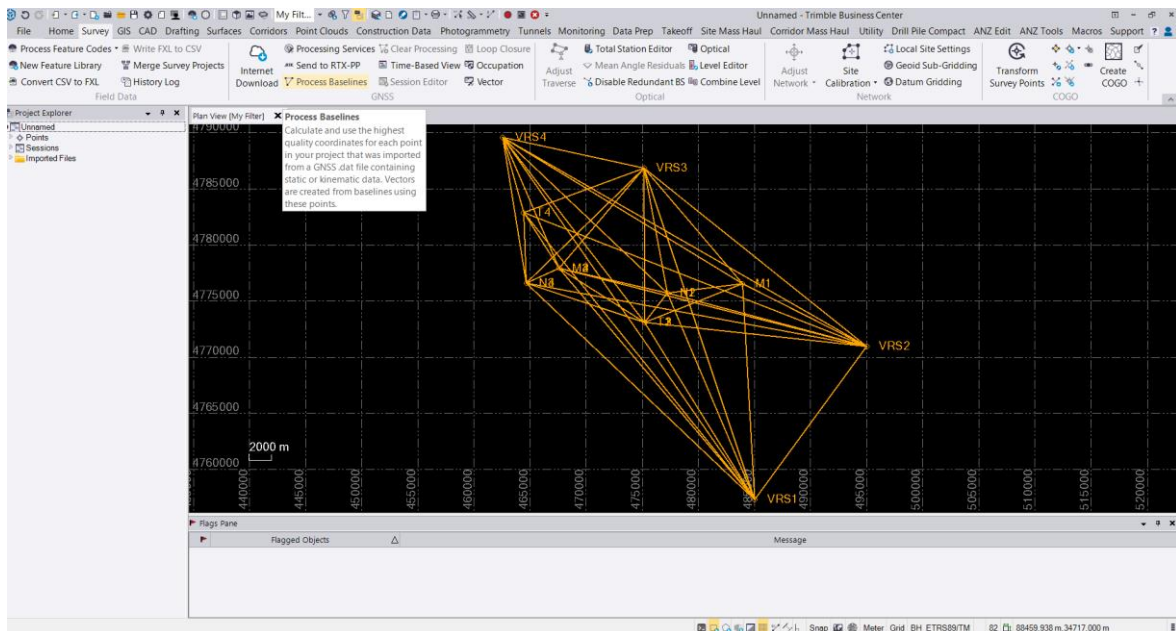 My Filt...
Unnamed - Trimble Business Center
File Home Survey GIS CAD Drafting Surfaces Corridors Point Clouds Construction Data Photogrammetry Tunnels Monitoring Data Prep Takeoff Site Mass Haul Corridor Mass Haul Utility Drill Pile Compact ANZ Edit ANZ Tools Macros Support
Process Feature Codes Write FXL to CSV
New Feature Library Merge Survey Projects
Convert CSV to FXL History Log
Field Data
Internet Download
Processing Services Clear Processing Loop Closure
Send to RTX-PP Time-Based View Occupation
Process Baselines Session Editor Vector
GNSS
Adjust Traverse
Total Station Editor Optical
Mean Angle Residuals Level Editor
Disable Redundant BS Combine Level
Optical
Adjust Network
Site Calibration
Local Site Settings
Geoid Sub-Gridding
Datum Gridding
Network
Transform Survey Points
Create COGO
COGO
Project Explorer
Unnamed
Points
Sessions
Imported Files
Plan View [My Filter]
Process Baselines
Calculate and use the highest
quality coordinates for each point
in your project that was imported
from a GNSS .dat file containing
static or kinematic data. Vectors
are created from baselines using
these points.
4790000
4785000
4780000
4775000
4770000
4765000
4760000
VRS4
VRS3
M1
VRS2
VRS1
2000 m
440000
445000
450000
455000
460000
465000
470000
475000
480000
485000
490000
495000
500000
505000
510000
515000
520000
Flags Pane
Flagged Objects Message
Snap Meter Grid BH_ETRS89/TM 82 88459.938 m,34717.000 m